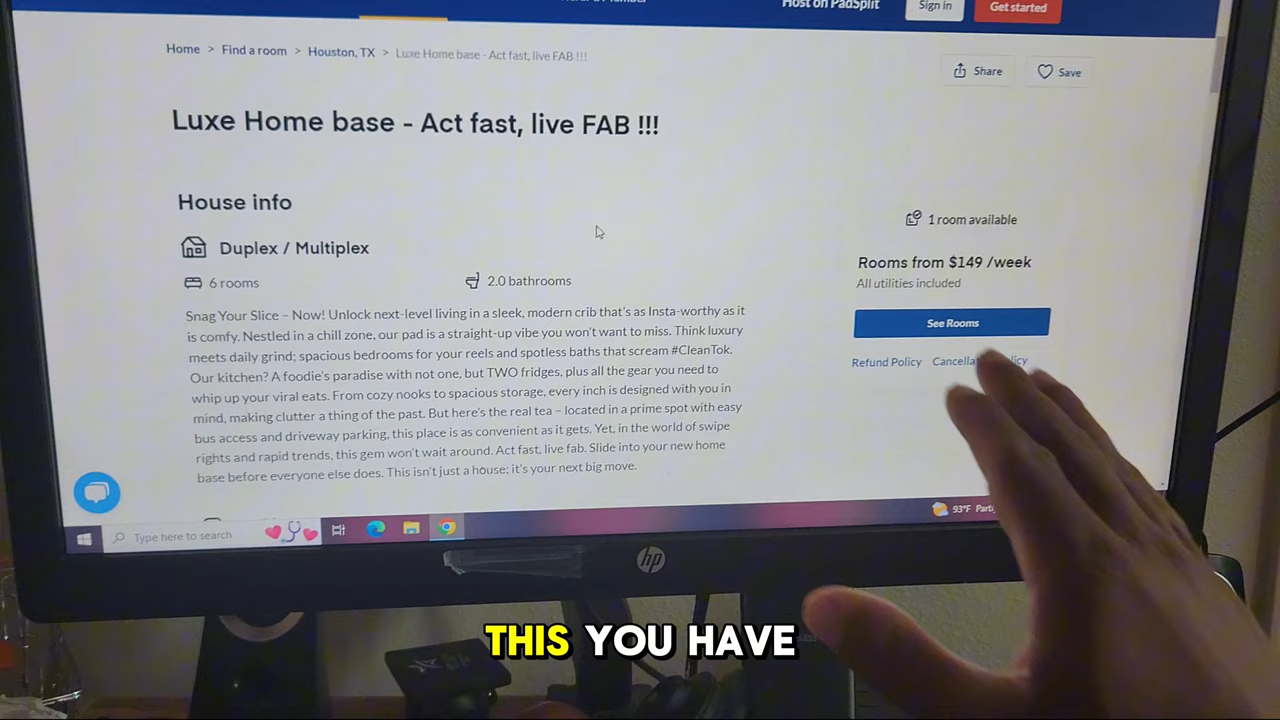 Host on PadSplit
Sign in
Get started
Home > Find a room > Houston, TX > Luxe Home base - Act fast, live FAB !!!
Share
Save
Luxe Home base - Act fast, live FAB !!!
House info
Duplex / Multiplex
6 rooms
2.0 bathrooms
Snag Your Slice – Now! Unlock next-level living in a sleek, modern crib that's as Insta-worthy as it
is comfy. Nestled in a chill zone, our pad is a straight-up vibe you won't want to miss. Think luxury
meets daily grind; spacious bedrooms for your reels and spotless baths that scream #CleanTok.
Our kitchen? A foodie's paradise with not one, but TWO fridges, plus all the gear you need to
whip up your viral eats. From cozy nooks to spacious storage, every inch is designed with you in
mind, making clutter a thing of the past. But here's the real tea – located in a prime spot with easy
bus access and driveway parking, this place is as convenient as it gets. Yet, in the world of swipe
rights and rapid trends, this gem won't wait around. Act fast, live fab. Slide into your new home
base before everyone else does. This isn't just a house; it's your next big move.
1 room available
Rooms from $149 /week
All utilities included
See Rooms
Refund Policy
Type here to search
93°F
hp
THIS YOU HAVE